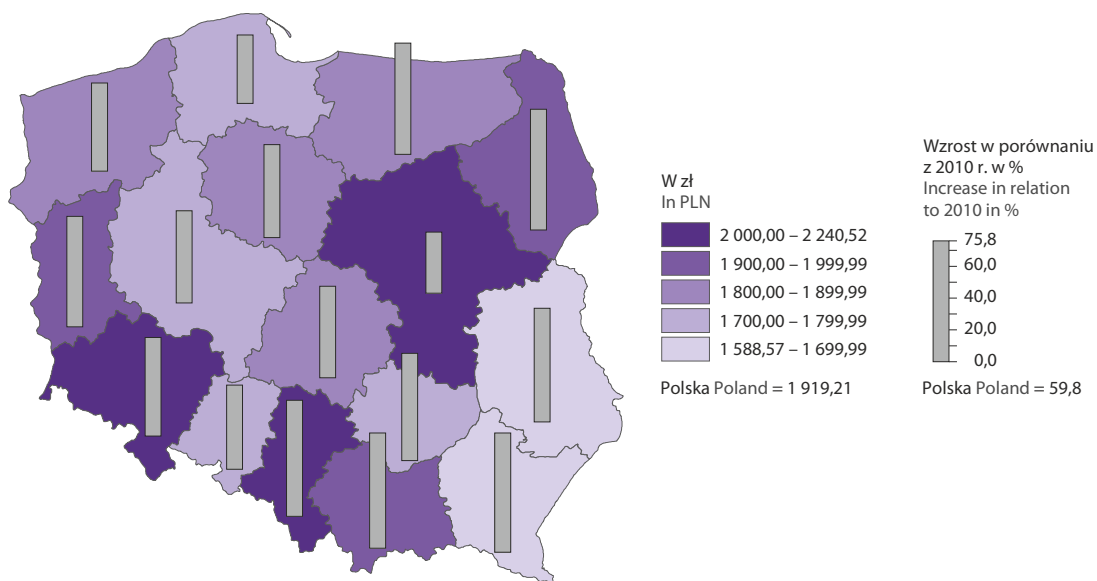 W zł
In PLN
2 000,00 – 2 240,52
1 900,00 – 1 999,99
1 800,00 – 1 899,99
1 700,00 – 1 799,99
1 588,57 – 1 699,99
Polska Poland = 1 919,21
Wzrost w porównaniu
z 2010 r. w %
Increase in relation
to 2010 in %
75,8
60,0
40,0
20,0
0,0
Polska Poland = 59,8